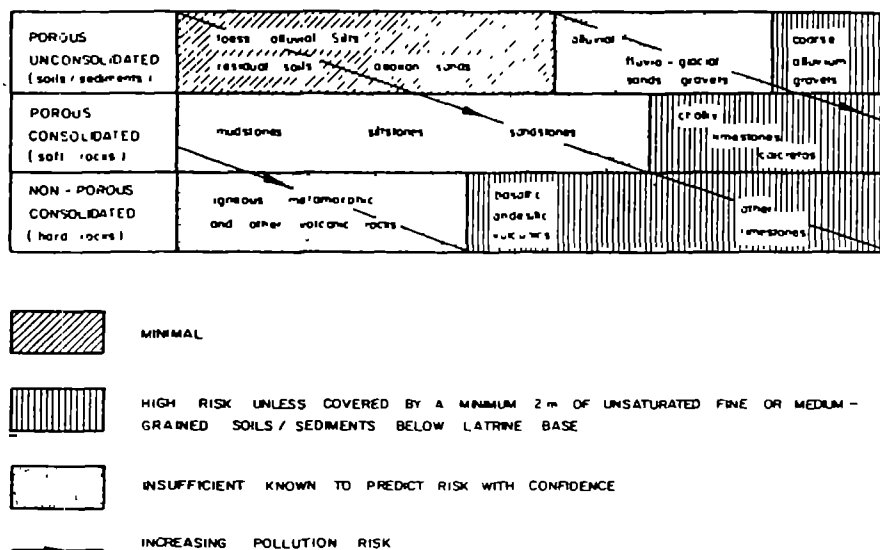 POROUS
UNCONSOLIDATED
(soils/sediments)
loess alluvial silts
residual soils aeolian sands
alluvial
fluvio-glacial
sands gravels
coarse
alluvium
gravels
POROUS
CONSOLIDATED
(soft rocks)
mudstones siltstones sandstones
chalky
limestones
calcretes
NON-POROUS
CONSOLIDATED
(hard rocks)
igneous metamorphic
and other volcanic rocks
basaltic
andesitic
vulcanics
other
limestones
MINIMAL
HIGH RISK UNLESS COVERED BY A MINIMUM 2m OF UNSATURATED FINE OR MEDIUM-
GRAINED SOILS/SEDIMENTS BELOW LATRINE BASE
INSUFFICIENT KNOWN TO PREDICT RISK WITH CONFIDENCE
INCREASING POLLUTION RISK